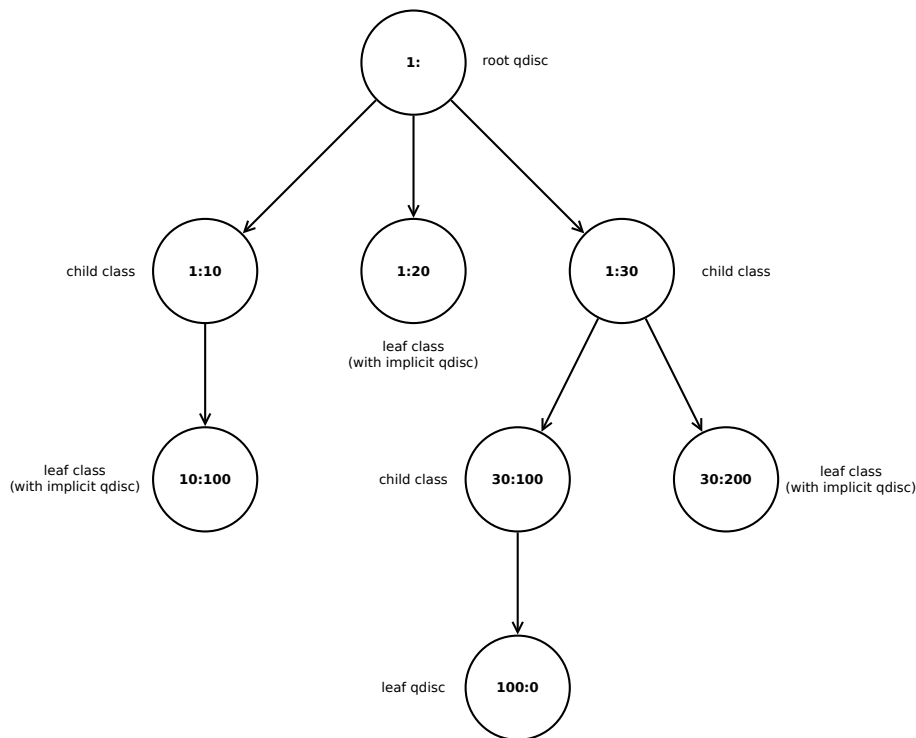 1:
root qdisc
child class
1:10
1:20
1:30
child class
leaf class
(with implicit qdisc)
leaf class
(with implicit qdisc)
10:100
child class
30:100
30:200
leaf class
(with implicit qdisc)
leaf qdisc
100:0